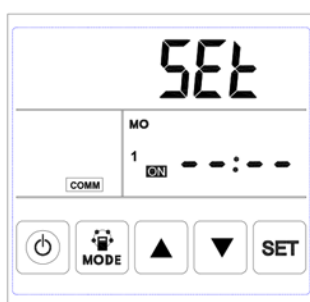 SEt
MO
1 ON --:--
COMM
MODE SET